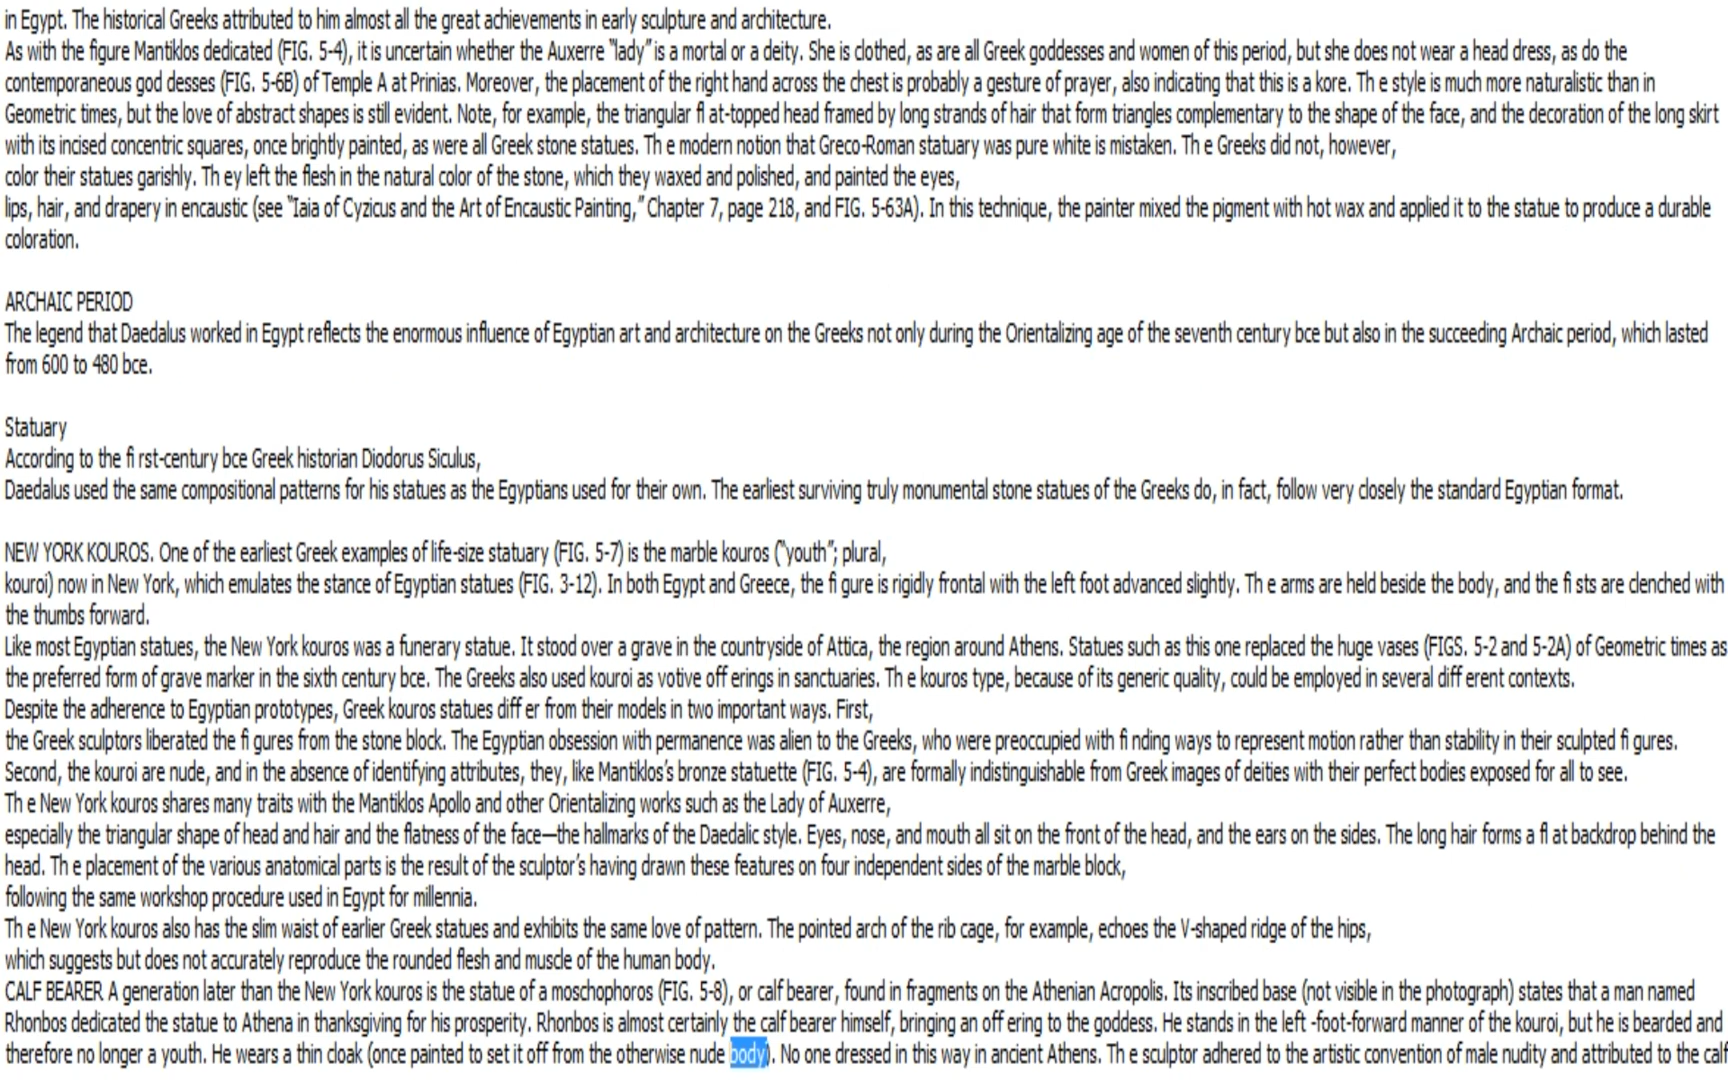 in Egypt. The historical Greeks attributed to him almost all the great achievements in early sculpture and architecture.
As with the figure Mantiklos dedicated (FIG. 5-4), it is uncertain whether the Auxerre “lady” is a mortal or a deity. She is clothed, as are all Greek goddesses and women of this period, but she does not wear a head dress, as do the
contemporaneous god desses (FIG. 5-6B) of Temple A at Prinias. Moreover, the placement of the right hand across the chest is probably a gesture of prayer, also indicating that this is a kore. Th e style is much more naturalistic than in
Geometric times, but the love of abstract shapes is still evident. Note, for example, the triangular fl at-topped head framed by long strands of hair that form triangles complementary to the shape of the face, and the decoration of the long skirt
with its incised concentric squares, once brightly painted, as were all Greek stone statues. Th e modern notion that Greco-Roman statuary was pure white is mistaken. Th e Greeks did not, however,
color their statues garishly. Th ey left the flesh in the natural color of the stone, which they waxed and polished, and painted the eyes,
lips, hair, and drapery in encaustic (see “Iaia of Cyzicus and the Art of Encaustic Painting,” Chapter 7, page 218, and FIG. 5-63A). In this technique, the painter mixed the pigment with hot wax and applied it to the statue to produce a durable
coloration.
ARCHAIC PERIOD
The legend that Daedalus worked in Egypt reflects the enormous influence of Egyptian art and architecture on the Greeks not only during the Orientalizing age of the seventh century bce but also in the succeeding Archaic period, which lasted
from 600 to 480 bce.
Statuary
According to the fi rst-century bce Greek historian Diodorus Siculus,
Daedalus used the same compositional patterns for his statues as the Egyptians used for their own. The earliest surviving truly monumental stone statues of the Greeks do, in fact, follow very closely the standard Egyptian format.
NEW YORK KOUROS. One of the earliest Greek examples of life-size statuary (FIG. 5-7) is the marble kouros (“youth”; plural,
kouroi) now in New York, which emulates the stance of Egyptian statues (FIG. 3-12). In both Egypt and Greece, the fi gure is rigidly frontal with the left foot advanced slightly. Th e arms are held beside the body, and the fi sts are clenched with
the thumbs forward.
Like most Egyptian statues, the New York kouros was a funerary statue. It stood over a grave in the countryside of Attica, the region around Athens. Statues such as this one replaced the huge vases (FIGS. 5-2 and 5-2A) of Geometric times as
the preferred form of grave marker in the sixth century bce. The Greeks also used kouroi as votive off erings in sanctuaries. Th e kouros type, because of its generic quality, could be employed in several diff erent contexts.
Despite the adherence to Egyptian prototypes, Greek kouros statues diff er from their models in two important ways. First,
the Greek sculptors liberated the fi gures from the stone block. The Egyptian obsession with permanence was alien to the Greeks, who were preoccupied with fi nding ways to represent motion rather than stability in their sculpted fi gures.
Second, the kouroi are nude, and in the absence of identifying attributes, they, like Mantiklos’s bronze statuette (FIG. 5-4), are formally indistinguishable from Greek images of deities with their perfect bodies exposed for all to see.
Th e New York kouros shares many traits with the Mantiklos Apollo and other Orientalizing works such as the Lady of Auxerre,
especially the triangular shape of head and hair and the flatness of the face—the hallmarks of the Daedalic style. Eyes, nose, and mouth all sit on the front of the head, and the ears on the sides. The long hair forms a fl at backdrop behind the
head. Th e placement of the various anatomical parts is the result of the sculptor’s having drawn these features on four independent sides of the marble block,
following the same workshop procedure used in Egypt for millennia.
Th e New York kouros also has the slim waist of earlier Greek statues and exhibits the same love of pattern. The pointed arch of the rib cage, for example, echoes the V-shaped ridge of the hips,
which suggests but does not accurately reproduce the rounded flesh and muscle of the human body.
CALF BEARER A generation later than the New York kouros is the statue of a moschophoros (FIG. 5-8), or calf bearer, found in fragments on the Athenian Acropolis. Its inscribed base (not visible in the photograph) states that a man named
Rhonbos dedicated the statue to Athena in thanksgiving for his prosperity. Rhonbos is almost certainly the calf bearer himself, bringing an off ering to the goddess. He stands in the left -foot-forward manner of the kouroi, but he is bearded and
therefore no longer a youth. He wears a thin cloak (once painted to set it off from the otherwise nude body). No one dressed in this way in ancient Athens. Th e sculptor adhered to the artistic convention of male nudity and attributed to the calf